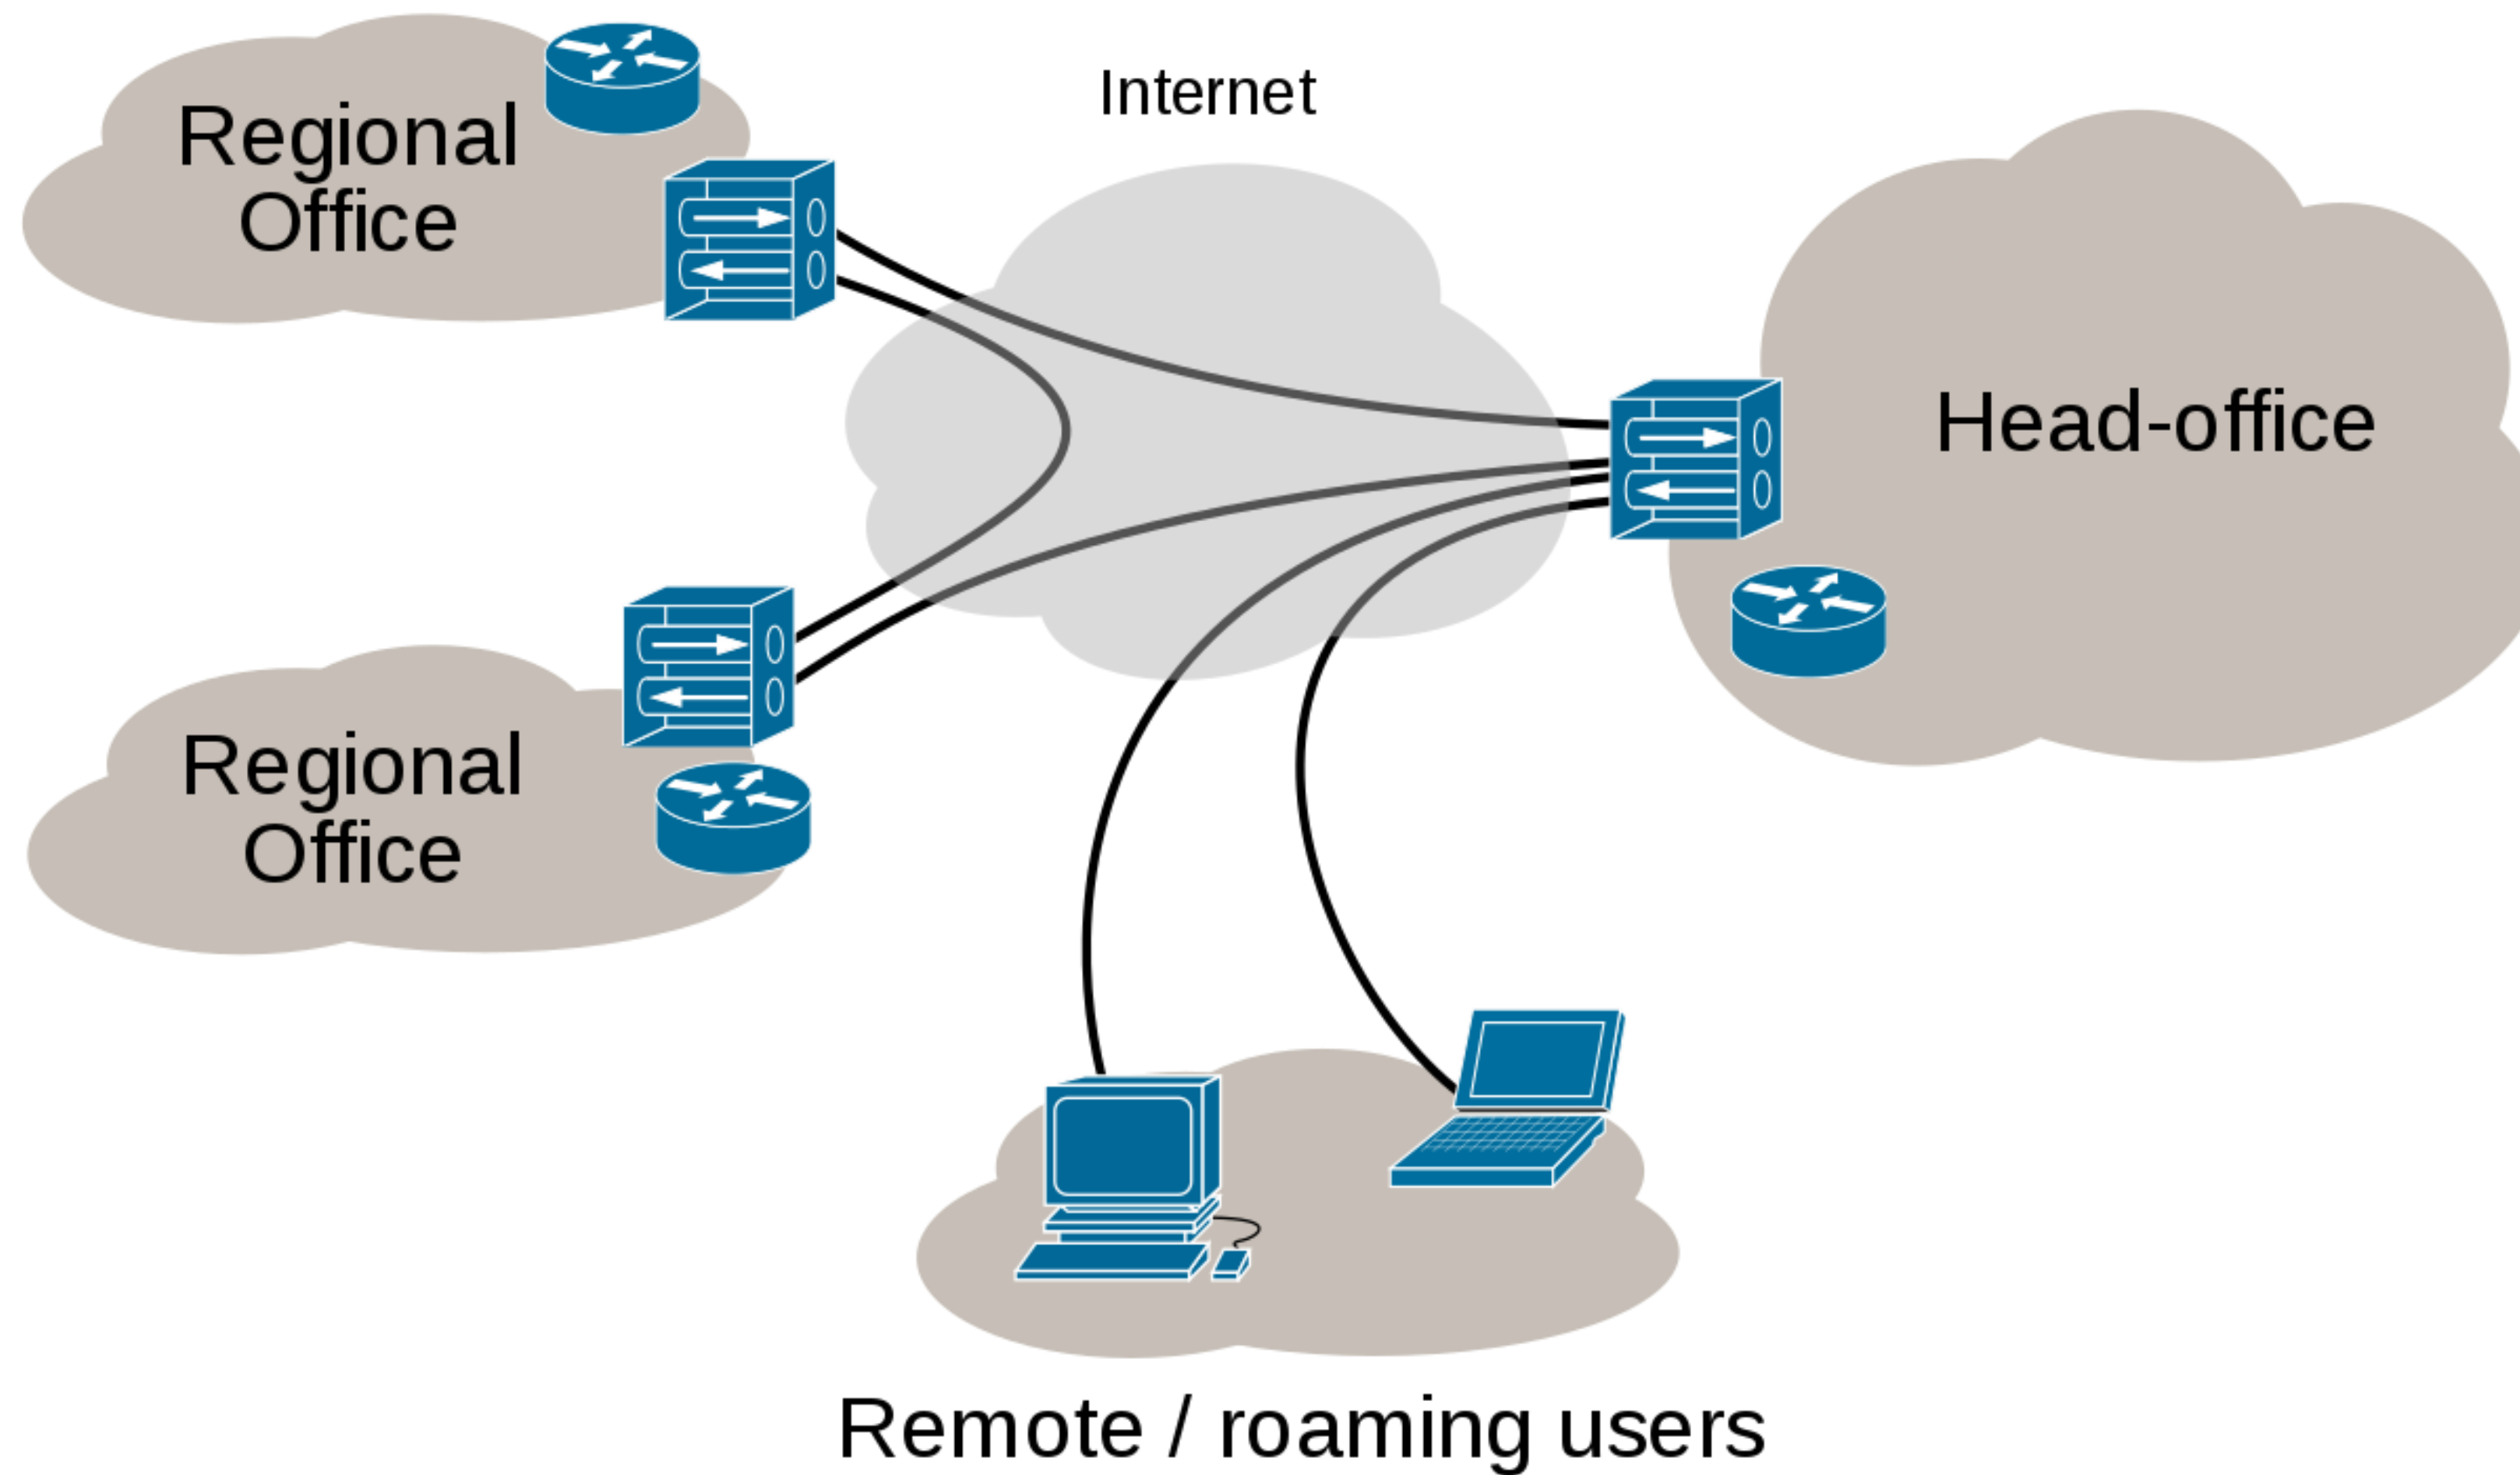 Regional
Office
Internet
Head-office
Regional
Office
Remote / roaming users